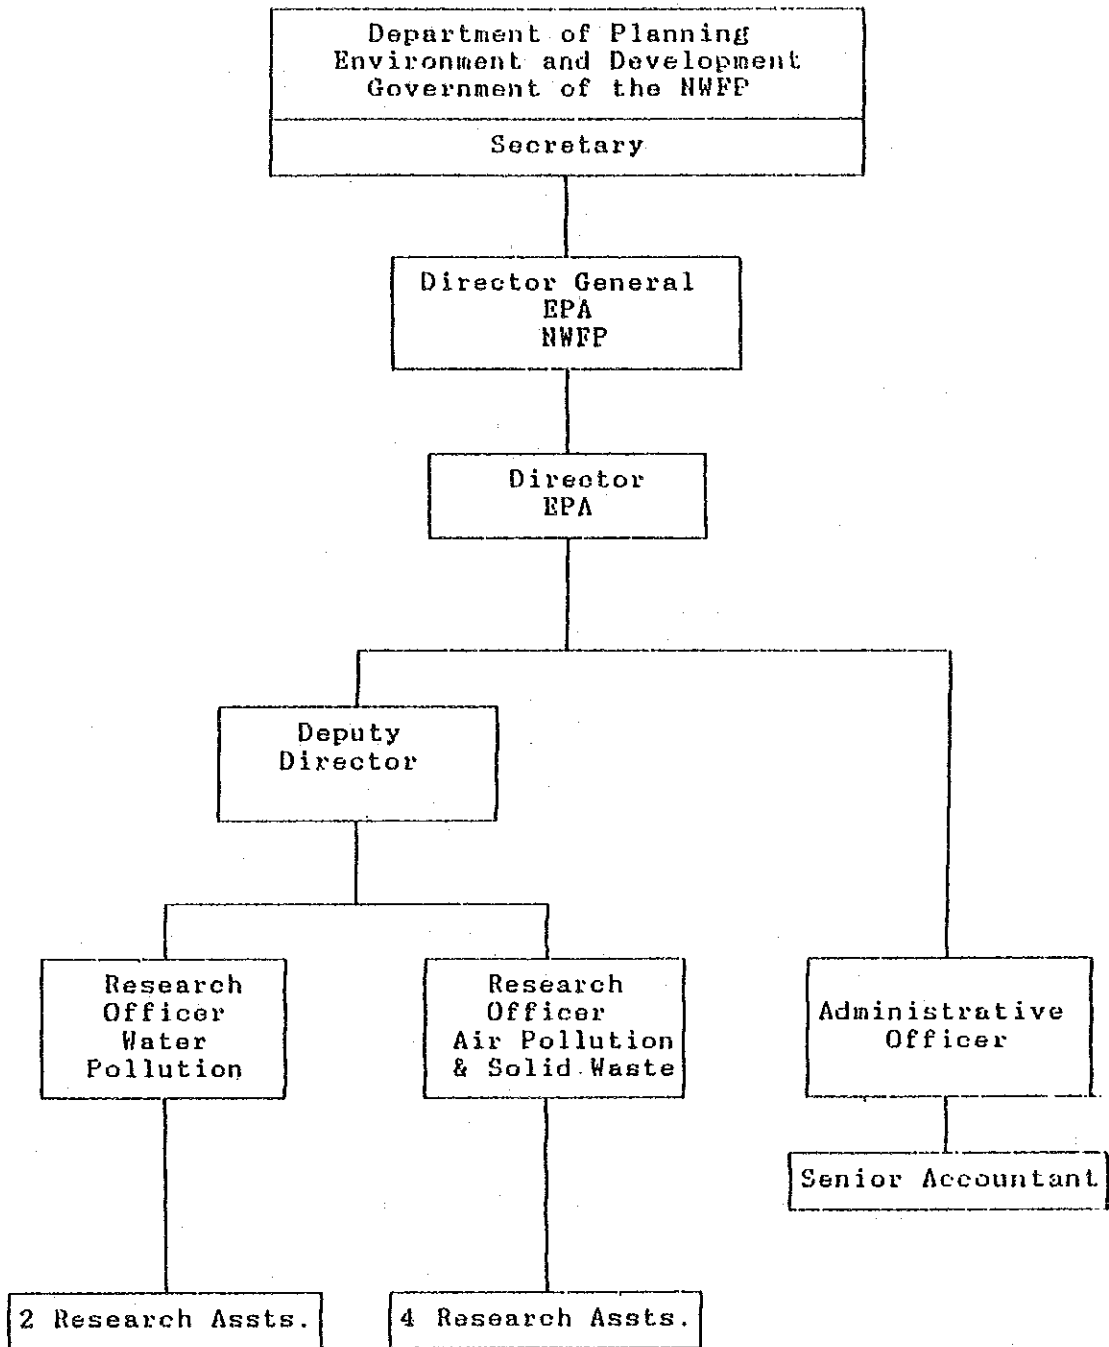 Department of Planning
Environment and Development
Government of the NWFP
Secretary
Director General
EPA
NWFP
Director
EPA
Deputy
Director
Research
Officer
Water
Pollution
Research
Officer
Air Pollution
& Solid Waste
Administrative
Officer
Senior Accountant
2 Research Assts.
4 Research Assts.